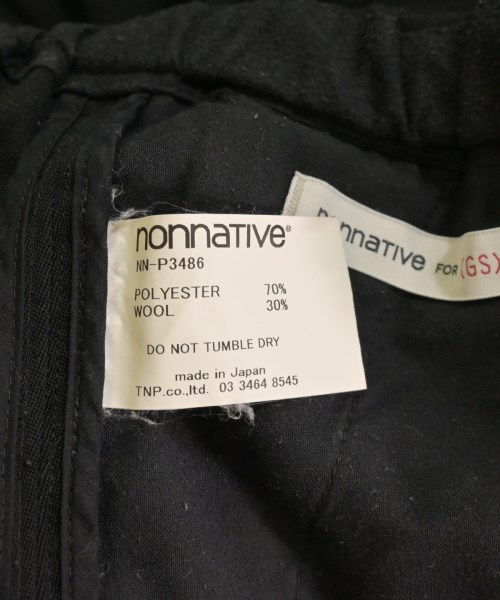 nonnative®
NN-P3486
POLYESTER 70%
WOOL 30%
DO NOT TUMBLE DRY
made in Japan
TNP.co.,ltd. 03 3464 8545
nonnative FOR (GS)